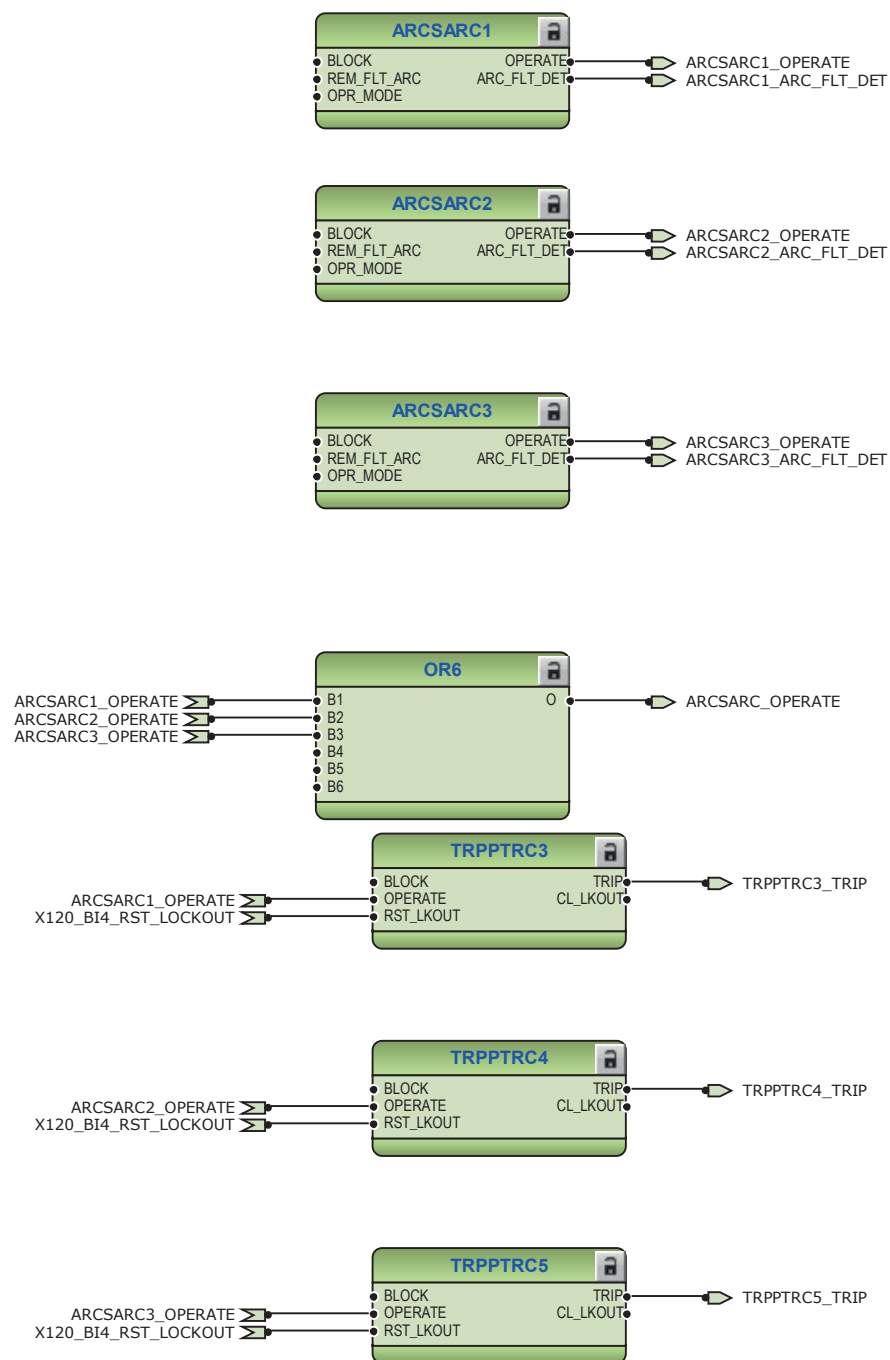 ARCSARC1
BLOCK OPERATE ARCSARC1_OPERATE
REM_FLT_ARC ARC_FLT_DET ARCSARC1_ARC_FLT_DET
OPR_MODE
ARCSARC2
BLOCK OPERATE ARCSARC2_OPERATE
REM_FLT_ARC ARC_FLT_DET ARCSARC2_ARC_FLT_DET
OPR_MODE
ARCSARC3
BLOCK OPERATE ARCSARC3_OPERATE
REM_FLT_ARC ARC_FLT_DET ARCSARC3_ARC_FLT_DET
OPR_MODE
OR6
ARCSARC1_OPERATE B1 O ARCSARC_OPERATE
ARCSARC2_OPERATE B2
ARCSARC3_OPERATE B3
B4
B5
B6
TRPPTRC3
BLOCK TRIP TRPPTRC3_TRIP
ARCSARC1_OPERATE OPERATE CL_LKOUT
X120_BI4_RST_LOCKOUT RST_LKOUT
TRPPTRC4
BLOCK TRIP TRPPTRC4_TRIP
ARCSARC2_OPERATE OPERATE CL_LKOUT
X120_BI4_RST_LOCKOUT RST_LKOUT
TRPPTRC5
BLOCK TRIP TRPPTRC5_TRIP
ARCSARC3_OPERATE OPERATE CL_LKOUT
X120_BI4_RST_LOCKOUT RST_LKOUT